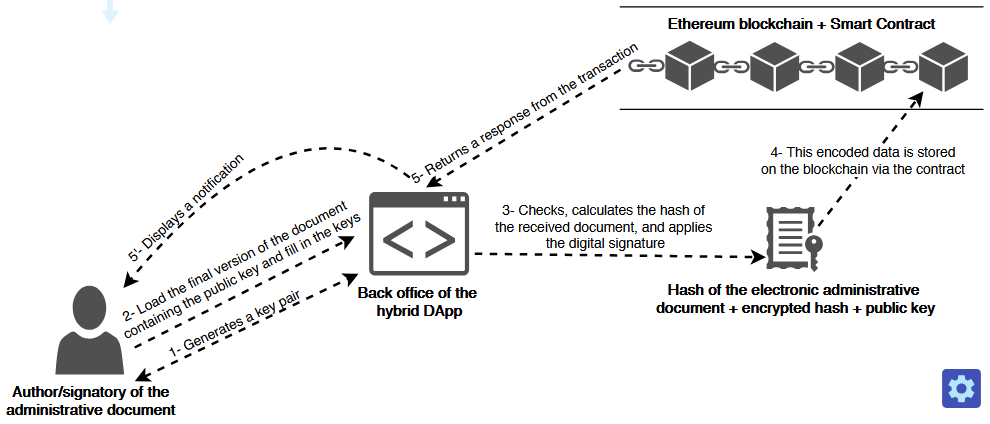 Ethereum blockchain + Smart Contract
5- Returns a response from the transaction
4- This encoded data is stored
on the blockchain via the contract
5'- Displays a notification
2- Load the final version of the document
containing the public key and fill in the keys
3- Checks, calculates the hash of
the received document, and applies
the digital signature
1- Generates a key pair
Back office of the
hybrid DApp
Hash of the electronic administrative
document + encrypted hash + public key
Author/signatory of the
administrative document